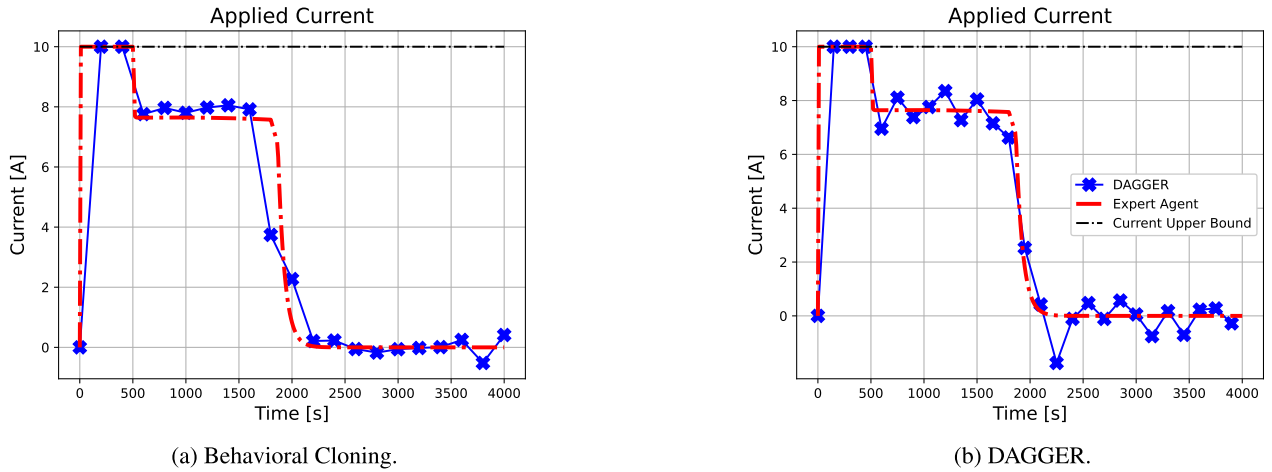 Applied Current
Current [A]
10
8
6
4
2
0
0 500 1000 1500 2000 2500 3000 3500 4000
Time [s]
(a) Behavioral Cloning.
Applied Current
Current [A]
10
8
6
4
2
0
DAGGER
Expert Agent
Current Upper Bound
0 500 1000 1500 2000 2500 3000 3500 4000
Time [s]
(b) DAGGER.